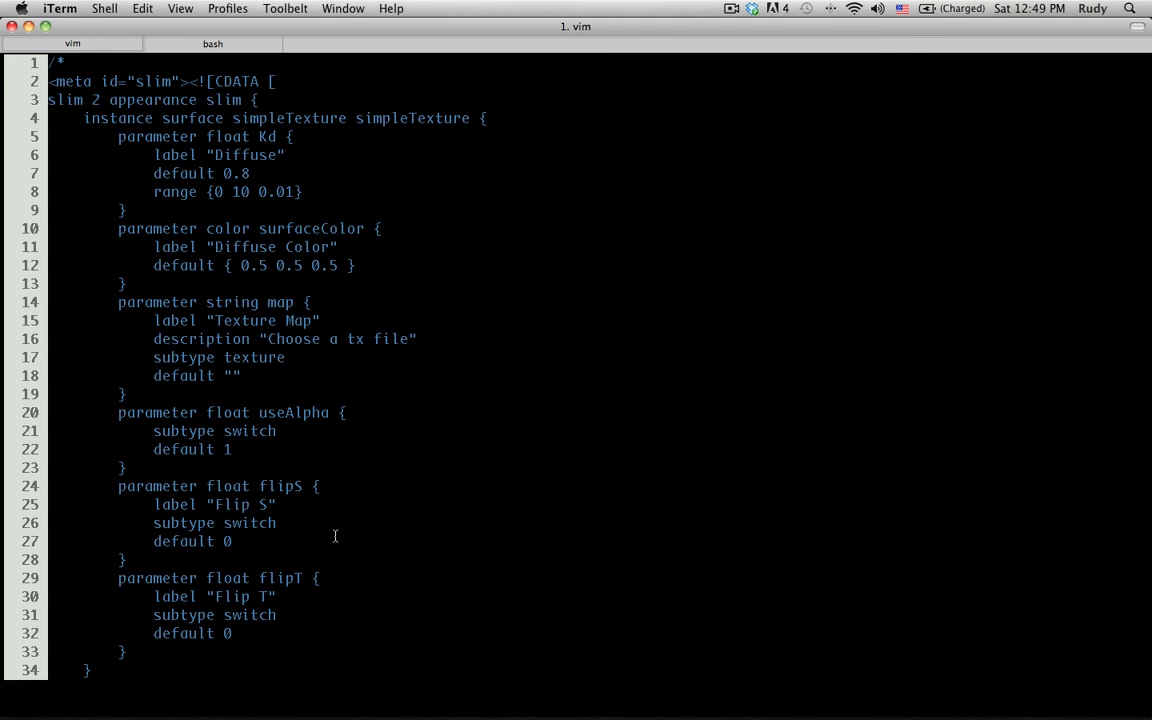 iTerm Shell Edit View Profiles Toolbelt Window Help 4 (Charged) Sat 12:49 PM Rudy
1. vim
vim bash
1 /*
2 <meta id="slim"><![CDATA [
3 slim 2 appearance slim {
4 instance surface simpleTexture simpleTexture {
5 parameter float Kd {
6 label "Diffuse"
7 default 0.8
8 range {0 10 0.01}
9 }
10 parameter color surfaceColor {
11 label "Diffuse Color"
12 default { 0.5 0.5 0.5 }
13 }
14 parameter string map {
15 label "Texture Map"
16 description "Choose a tx file"
17 subtype texture
18 default ""
19 }
20 parameter float useAlpha {
21 subtype switch
22 default 1
23 }
24 parameter float flipS {
25 label "Flip S"
26 subtype switch
27 default 0
28 }
29 parameter float flipT {
30 label "Flip T"
31 subtype switch
32 default 0
33 }
34 }